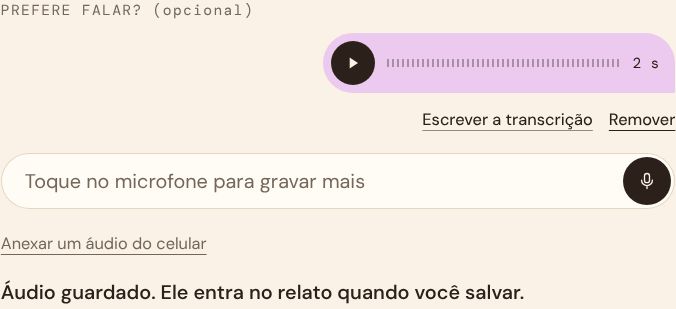 PREFERE FALAR? (opcional)
2 s
Escrever a transcrição Remover
Toque no microfone para gravar mais
Anexar um áudio do celular
Áudio guardado. Ele entra no relato quando você salvar.